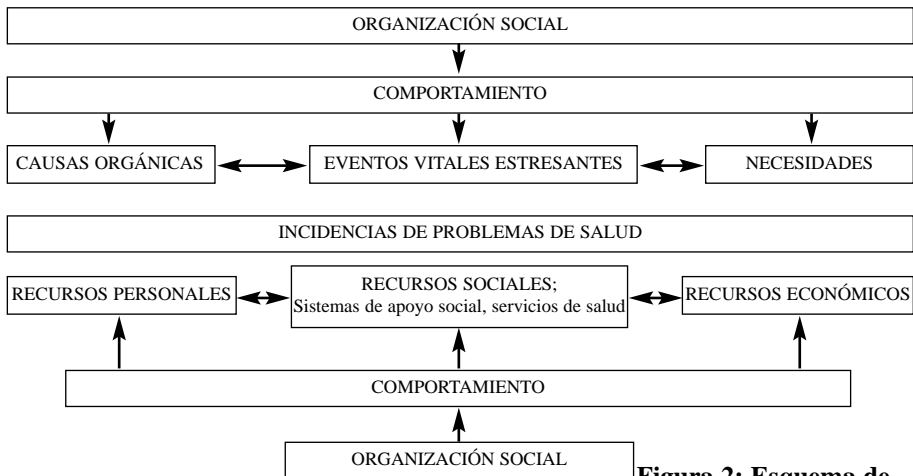 ORGANIZACIÓN SOCIAL
COMPORTAMIENTO
CAUSAS ORGÁNICAS
EVENTOS VITALES ESTRESANTES
NECESIDADES
INCIDENCIAS DE PROBLEMAS DE SALUD
RECURSOS PERSONALES
RECURSOS SOCIALES;
Sistemas de apoyo social, servicios de salud
RECURSOS ECONÓMICOS
COMPORTAMIENTO
ORGANIZACIÓN SOCIAL
Figura 2: Esquema de